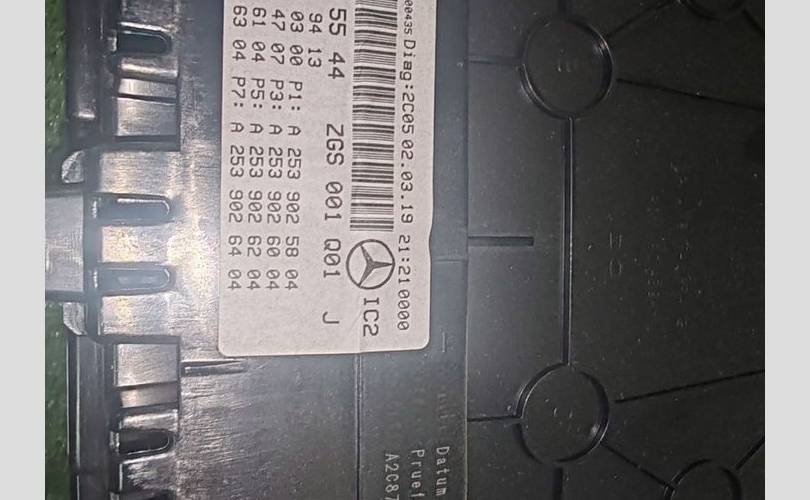 00435 Diag:2C05 02.03.19 21:21 0000
IC2
55 44 ZGS 001 Q01 J
94 13
03 00 P1: A 253 902 58 04
47 07 P3: A 253 902 60 04
61 04 P5: A 253 902 62 04
63 04 P7: A 253 902 64 04
Datum
Pruef
A2C87